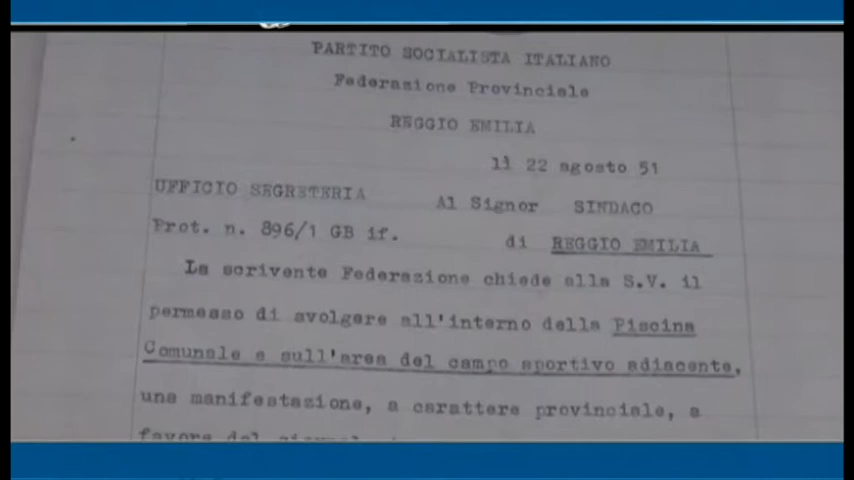 PARTITO SOCIALISTA ITALIANO
Federazione Provinciale
REGGIO EMILIA
lì 22 agosto 51
UFFICIO SEGRETERIA
Al Signor SINDACO
Prot. n. 896/1 GB if.
di REGGIO EMILIA
La scrivente Federazione chiede alla S.V. il
permesso di svolgere all'interno della Piscina
Comunale e sull'area del campo sportivo adiacente,
una manifestazione, a carattere provinciale, a
favore del